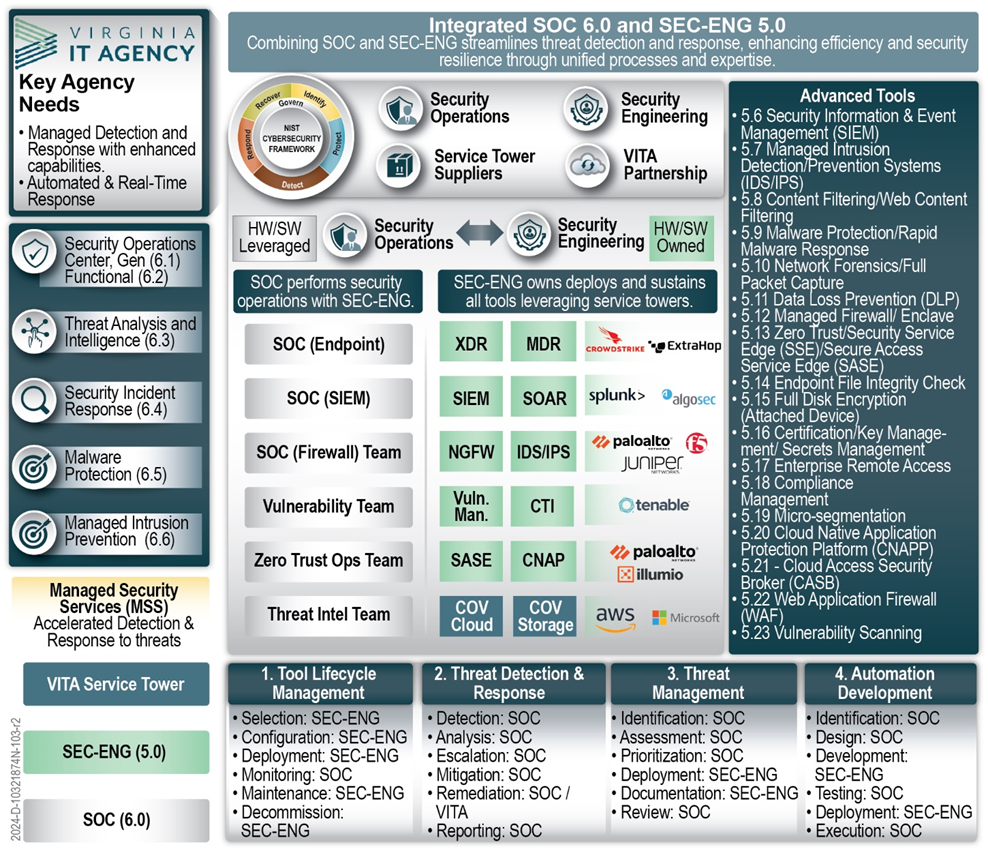 VIRGINIA
IT AGENCY
Key Agency
Needs
• Managed Detection and
Response with enhanced
capabilities.
• Automated & Real-Time
Response
Security Operations
Center, Gen (6.1)
Functional (6.2)
Threat Analysis and
Intelligence (6.3)
Security Incident
Response (6.4)
Malware
Protection (6.5)
Managed Intrusion
Prevention (6.6)
Managed Security
Services (MSS)
Accelerated Detection &
Response to threats
VITA Service Tower
SEC-ENG (5.0)
SOC (6.0)
2024-D-10321874N-103-r2
Integrated SOC 6.0 and SEC-ENG 5.0
Combining SOC and SEC-ENG streamlines threat detection and response, enhancing efficiency and security
resilience through unified processes and expertise.
Recover
Identify
Govern
Respond
Protect
Detect
NIST
CYBERSECURITY
FRAMEWORK
Security
Operations
Security
Engineering
Service Tower
Suppliers
VITA
Partnership
HW/SW
Leveraged
Security
Operations
Security
Engineering
HW/SW
Owned
SOC performs security
operations with SEC-ENG.
SEC-ENG owns deploys and sustains
all tools leveraging service towers.
SOC (Endpoint)
XDR
MDR
CROWDSTRIKE
ExtraHop
SOC (SIEM)
SIEM
SOAR
splunk>
algosec
SOC (Firewall) Team
NGFW
IDS/IPS
paloalto
NETWORKS
f5
JUNIPER
NETWORKS
Vulnerability Team
Vuln.
Man.
CTI
tenable
Zero Trust Ops Team
SASE
CNAP
paloalto
NETWORKS
illumio
Threat Intel Team
COV
Cloud
COV
Storage
aws
Microsoft
Advanced Tools
• 5.6 Security Information & Event
Management (SIEM)
• 5.7 Managed Intrusion
Detection/Prevention Systems
(IDS/IPS)
• 5.8 Content Filtering/Web Content
Filtering
• 5.9 Malware Protection/Rapid
Malware Response
• 5.10 Network Forensics/Full
Packet Capture
• 5.11 Data Loss Prevention (DLP)
• 5.12 Managed Firewall/ Enclave
• 5.13 Zero Trust/Security Service
Edge (SSE)/Secure Access
Service Edge (SASE)
• 5.14 Endpoint File Integrity Check
• 5.15 Full Disk Encryption
(Attached Device)
• 5.16 Certification/Key Manage-
ment/ Secrets Management
• 5.17 Enterprise Remote Access
• 5.18 Compliance
Management
• 5.19 Micro-segmentation
• 5.20 Cloud Native Application
Protection Platform (CNAPP)
• 5.21 - Cloud Access Security
Broker (CASB)
• 5.22 Web Application Firewall
(WAF)
• 5.23 Vulnerability Scanning
1. Tool Lifecycle
Management
• Selection: SEC-ENG
• Configuration: SEC-ENG
• Deployment: SEC-ENG
• Monitoring: SOC
• Maintenance: SEC-ENG
• Decommission:
SEC-ENG
2. Threat Detection &
Response
• Detection: SOC
• Analysis: SOC
• Escalation: SOC
• Mitigation: SOC
• Remediation: SOC /
VITA
• Reporting: SOC
3. Threat
Management
• Identification: SOC
• Assessment: SOC
• Prioritization: SOC
• Deployment: SEC-ENG
• Documentation: SEC-ENG
• Review: SOC
4. Automation
Development
• Identification: SOC
• Design: SOC
• Development:
SEC-ENG
• Testing: SOC
• Deployment: SEC-ENG
• Execution: SOC